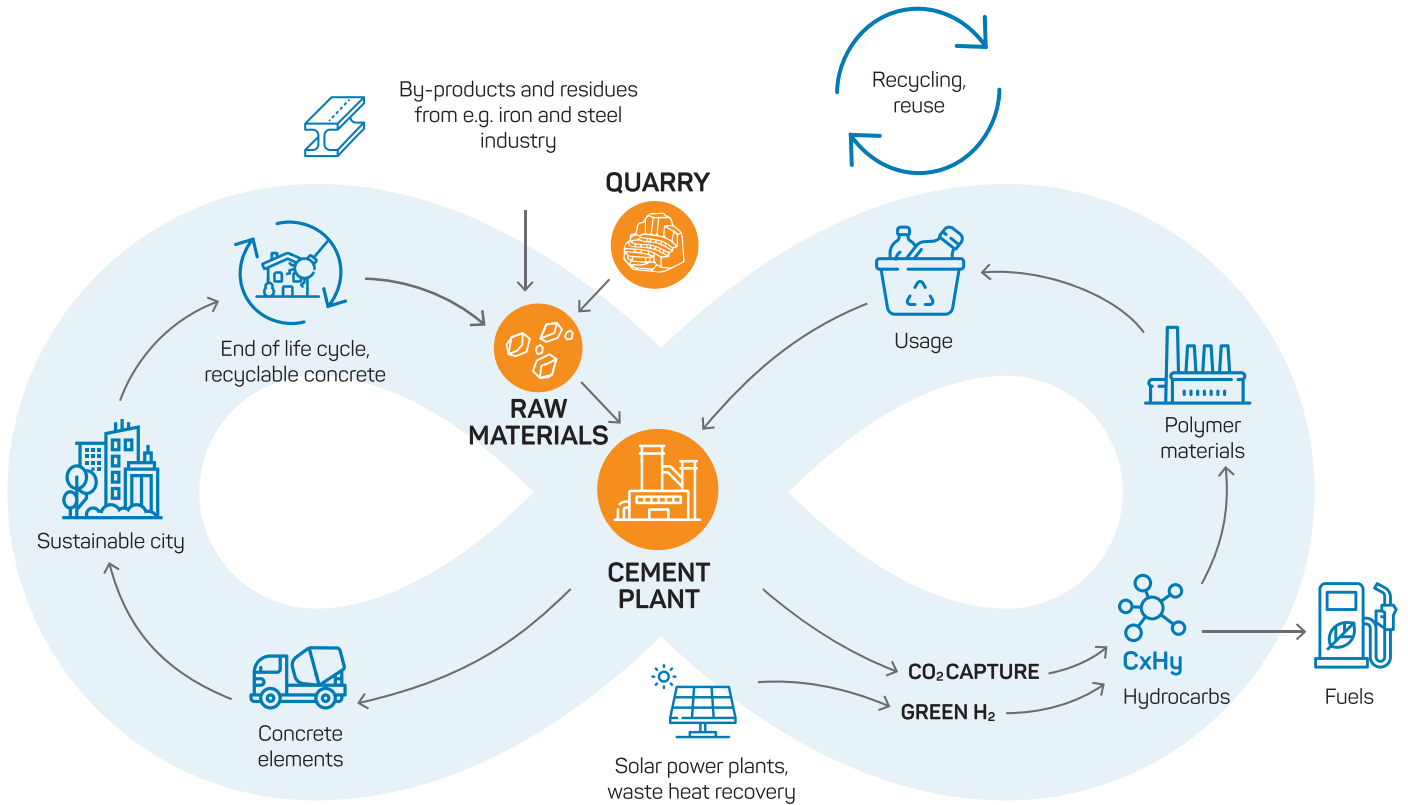 By-products and residues
from e.g. iron and steel
industry
Recycling,
reuse
QUARRY
End of life cycle,
recyclable concrete
RAW
MATERIALS
Usage
Polymer
materials
Sustainable city
CEMENT
PLANT
Concrete
elements
Solar power plants,
waste heat recovery
CO₂ CAPTURE
GREEN H₂
CxHy
Hydrocarbs
Fuels